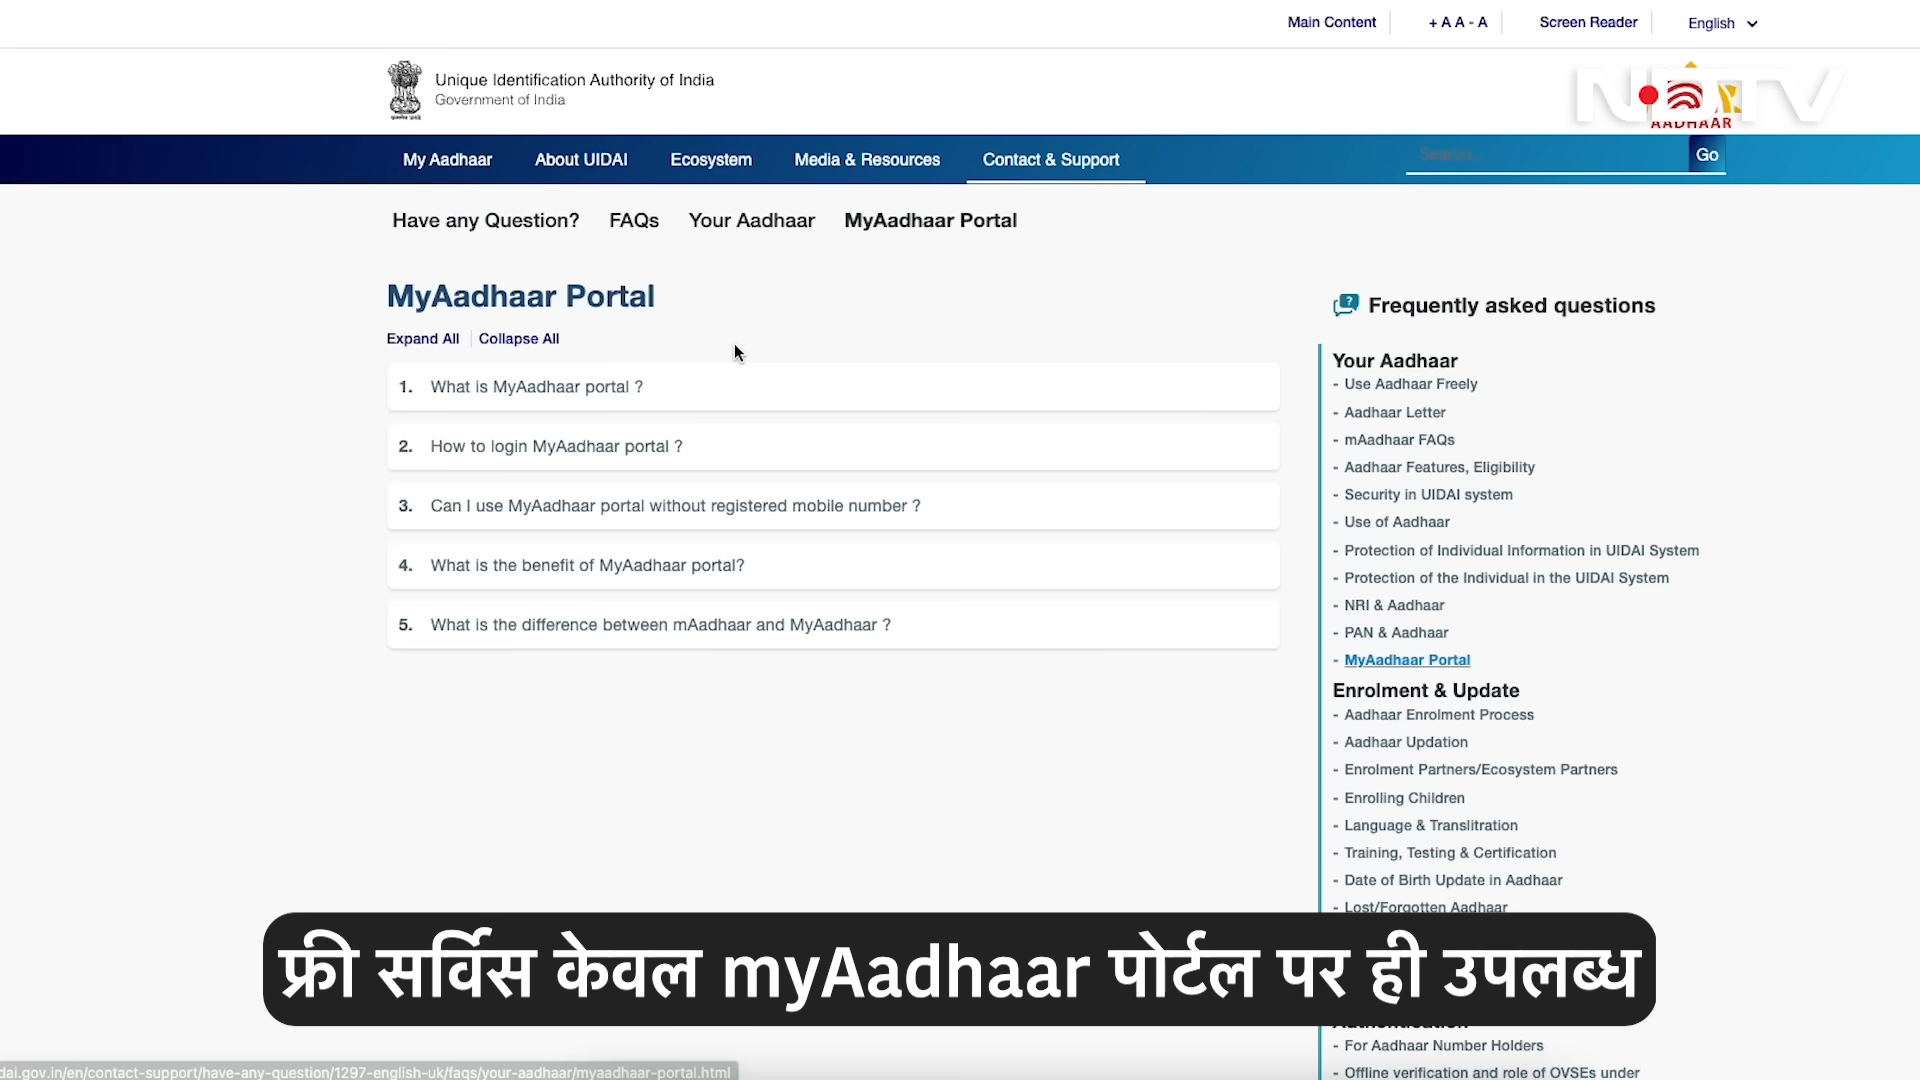 Main Content
+ A A - A
Screen Reader
English
Unique Identification Authority of India
Government of India
NDTV
AADHAAR
My Aadhaar
About UIDAI
Ecosystem
Media & Resources
Contact & Support
Search...
Go
Have any Question?
FAQs
Your Aadhaar
MyAadhaar Portal
MyAadhaar Portal
Expand All
Collapse All
1. What is MyAadhaar portal ?
2. How to login MyAadhaar portal ?
3. Can I use MyAadhaar portal without registered mobile number ?
4. What is the benefit of MyAadhaar portal?
5. What is the difference between mAadhaar and MyAadhaar ?
Frequently asked questions
Your Aadhaar
- Use Aadhaar Freely
- Aadhaar Letter
- mAadhaar FAQs
- Aadhaar Features, Eligibility
- Security in UIDAI system
- Use of Aadhaar
- Protection of Individual Information in UIDAI System
- Protection of the Individual in the UIDAI System
- NRI & Aadhaar
- PAN & Aadhaar
- MyAadhaar Portal
Enrolment & Update
- Aadhaar Enrolment Process
- Aadhaar Updation
- Enrolment Partners/Ecosystem Partners
- Enrolling Children
- Language & Translitration
- Training, Testing & Certification
- Date of Birth Update in Aadhaar
- Lost/Forgotten Aadhaar
फ्री सर्विस केवल myAadhaar पोर्टल पर ही उपलब्ध
Authentication
- For Aadhaar Number Holders
- Offline verification and role of OVSEs under
dai.gov.in/en/contact-support/have-any-question/1297-english-uk/faqs/your-aadhaar/myaadhaar-portal.html